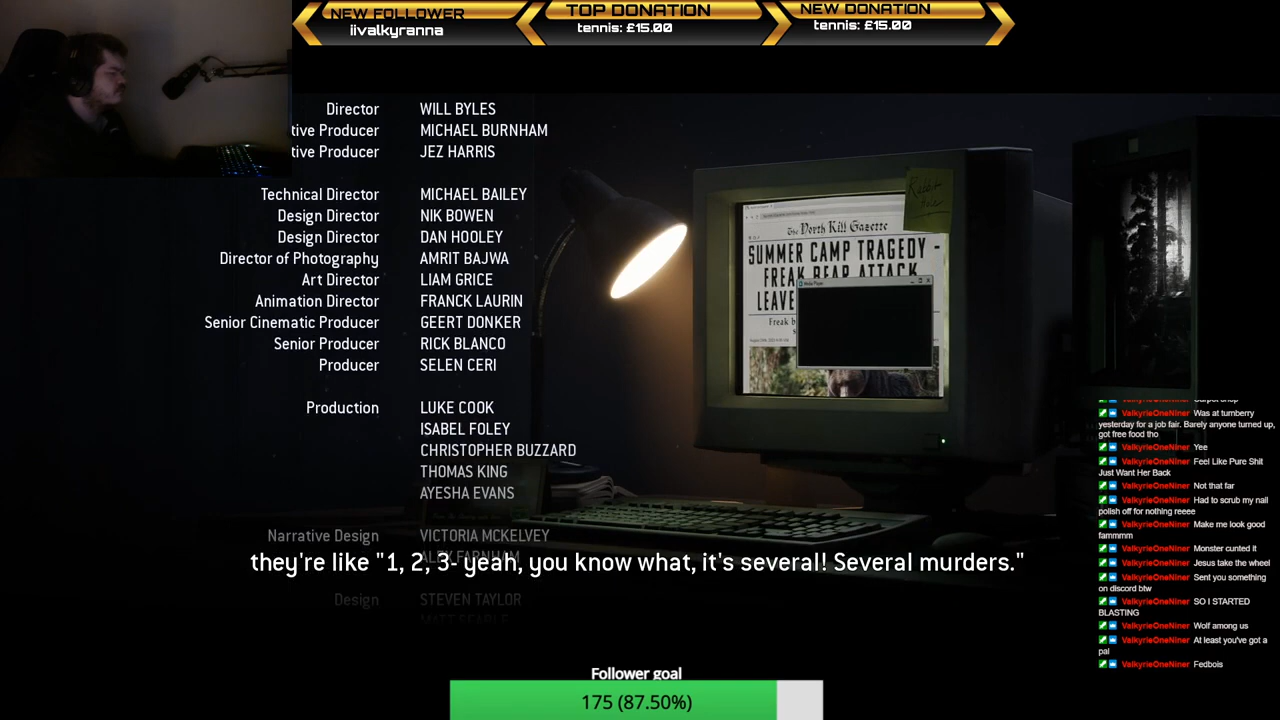 NEW FOLLOWER
iivalkyranna
TOP DONATION
tennis: £15.00
NEW DONATION
tennis: £15.00
Director WILL BYLES
tive Producer MICHAEL BURNHAM
tive Producer JEZ HARRIS
Technical Director MICHAEL BAILEY
Design Director NIK BOWEN
Design Director DAN HOOLEY
Director of Photography AMRIT BAJWA
Art Director LIAM GRICE
Animation Director FRANCK LAURIN
Senior Cinematic Producer GEERT DONKER
Senior Producer RICK BLANCO
Producer SELEN CERI
Production LUKE COOK
ISABEL FOLEY
CHRISTOPHER BUZZARD
THOMAS KING
AYESHA EVANS
Narrative Design VICTORIA MCKELVEY
ALEX FARNHAM
they're like "1, 2, 3- yeah, you know what, it's several! Several murders."
Design STEVEN TAYLOR
The North Kill Gazette
SUMMER CAMP TRAGEDY -
FREAK BEAR ATTACK
LEAVE
Freak b
Media Player
ValkyrieOneNiner Carpet shop
ValkyrieOneNiner Was at turnberry
yesterday for a job fair. Barely anyone turned up,
got free food tho
ValkyrieOneNiner Yee
ValkyrieOneNiner Feel Like Pure Shit
Just Want Her Back
ValkyrieOneNiner Not that far
ValkyrieOneNiner Had to scrub my nail
polish off for nothing reeee
ValkyrieOneNiner Make me look good
fammmm
ValkyrieOneNiner Monster cunted it
ValkyrieOneNiner Jesus take the wheel
ValkyrieOneNiner Sent you something
on discord btw
ValkyrieOneNiner SO I STARTED
BLASTING
ValkyrieOneNiner Wolf among us
ValkyrieOneNiner At least you've got a
pal
ValkyrieOneNiner Fedbois
Follower goal
175 (87.50%)